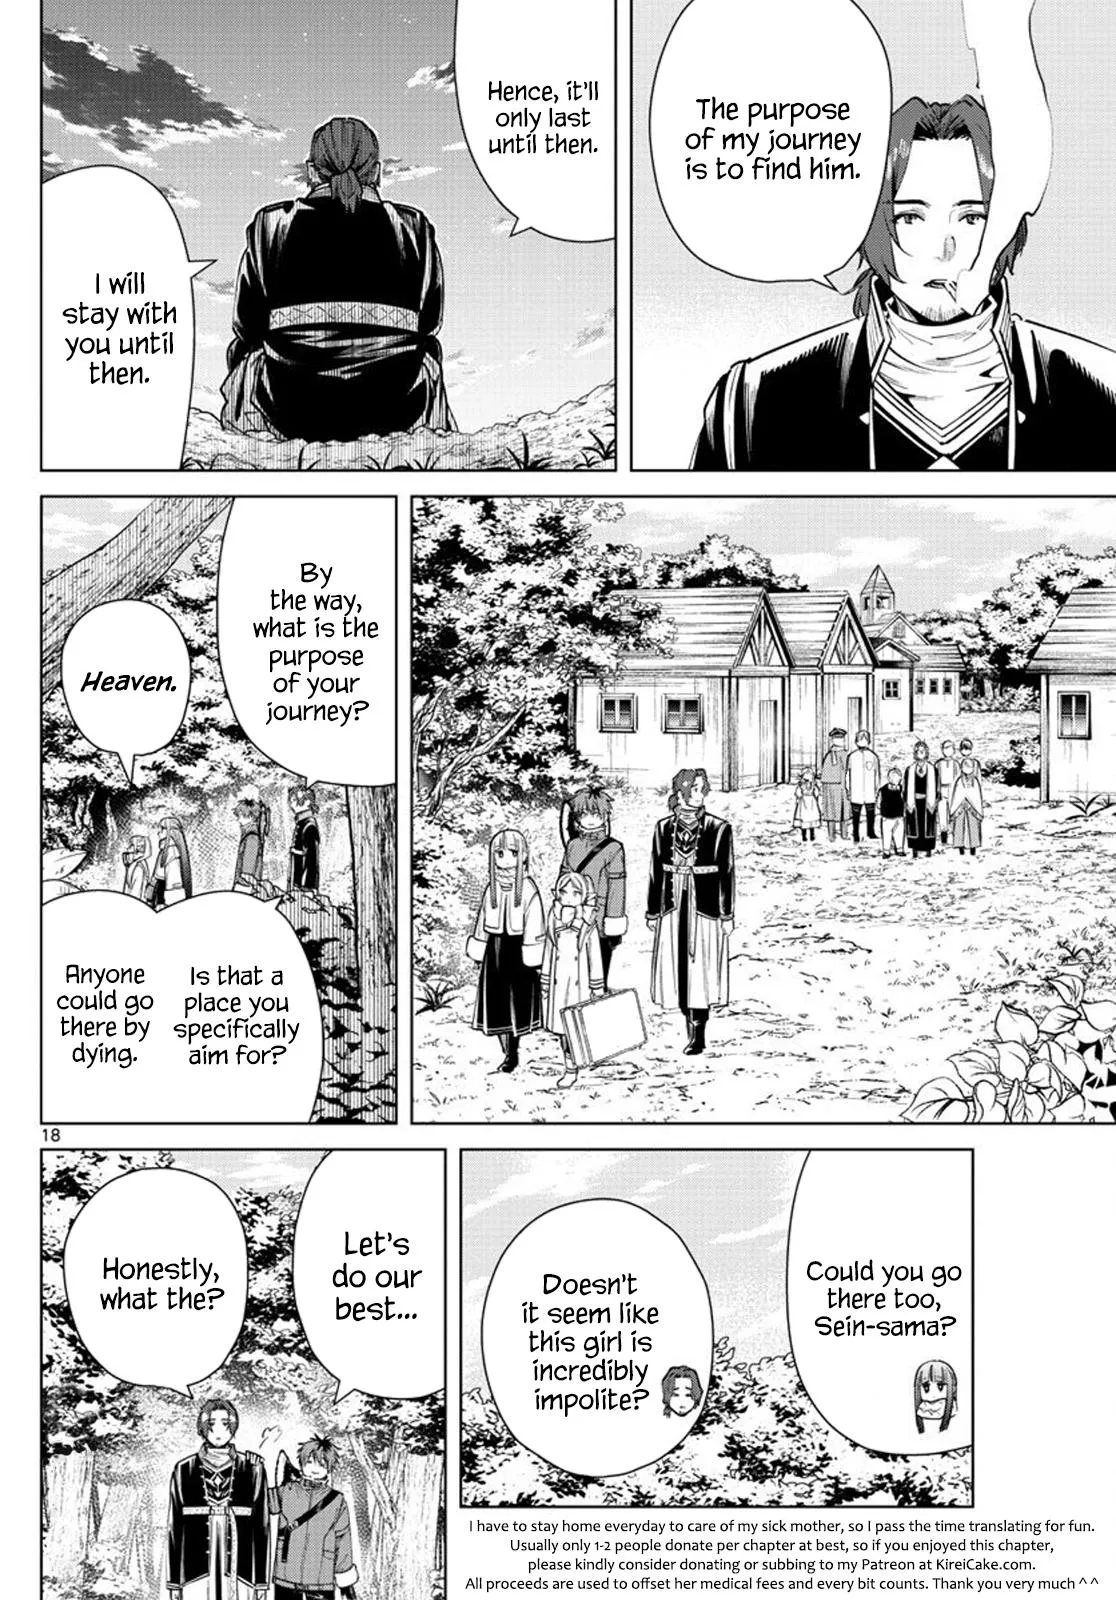 The purpose
of my journey
is to find him.
Hence, it'll
only last
until then.
I will
stay with
you until
then.
By
the way,
what is the
purpose
of your
journey?
Heaven.
Is that a
place you
specifically
aim for?
Anyone
could go
there by
dying.
18
Could you go
there too,
Sein-sama?
Doesn't
it seem like
this girl is
incredibly
impolite?
Let's
do our
best...
Honestly,
what the?
I have to stay home everyday to care of my sick mother, so I pass the time translating for fun.
Usually only 1-2 people donate per chapter at best, so if you enjoyed this chapter,
please kindly consider donating or subbing to my Patreon at KireiCake.com.
All proceeds are used to offset her medical fees and every bit counts. Thank you very much ^ ^